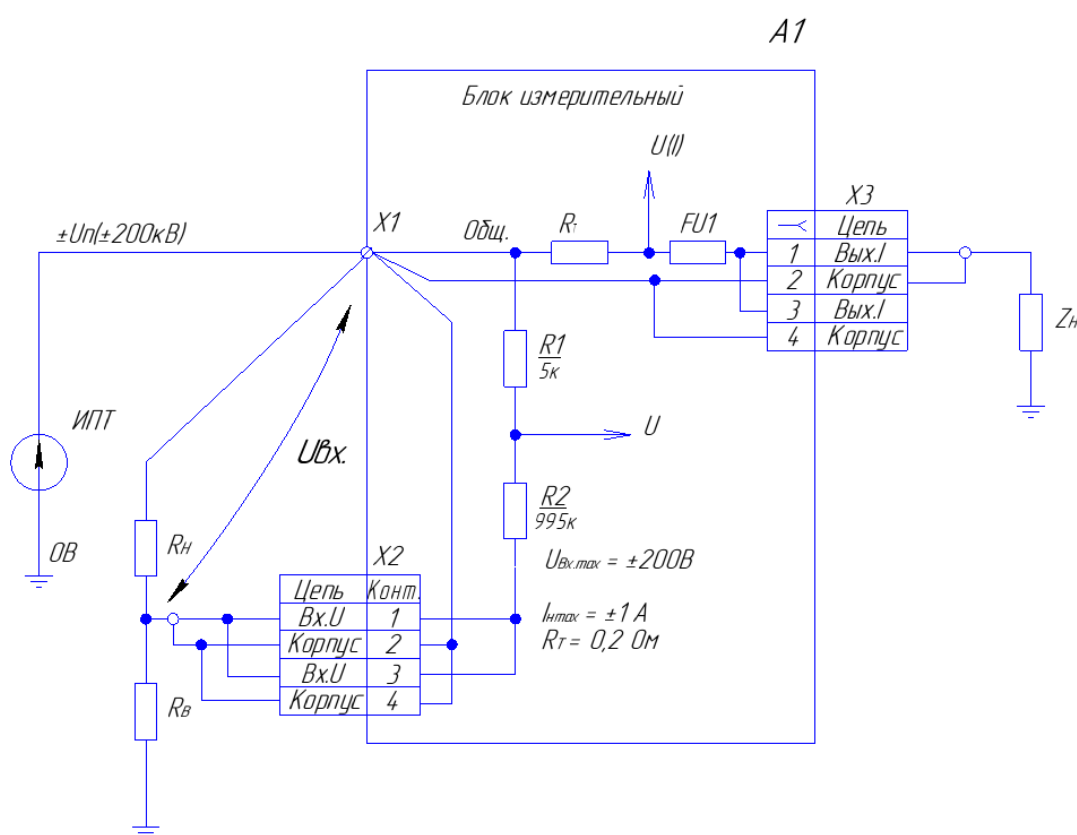 A1
Блок измерительный
U(I)
X3
±Uп(±200кВ)
X1
Общ.
Rт
FU1
Цепь
1 Вых.I
2 Корпус
3 Вых.I
4 Корпус
Zн
R1
5к
ИПТ
Uвх.
U
R2
995к
0В
Rн
X2
Uвх.max = ±200В
Цепь Конт.
Вх.U 1
Корпус 2
Вх.U 3
Корпус 4
Iнmax = ±1 А
Rт = 0,2 Ом
Rв